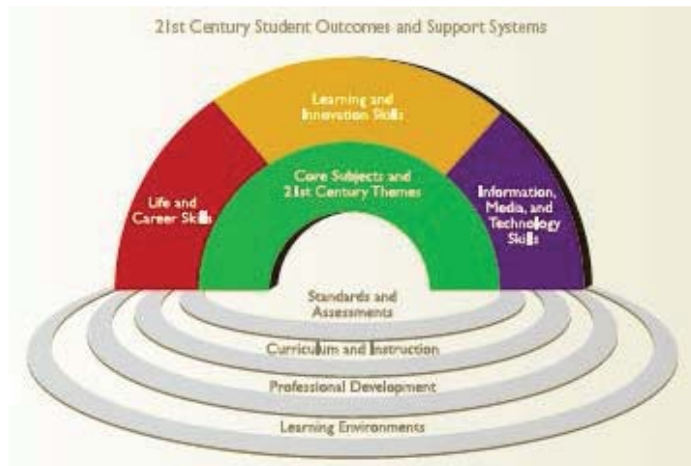 21st Century Student Outcomes and Support Systems
Learning and
Innovation Skills
Core Subjects and
21st Century Themes
Life and
Career Skills
Information,
Media, and
Technology
Skills
Standards and
Assessments
Curriculum and Instruction
Professional Development
Learning Environments